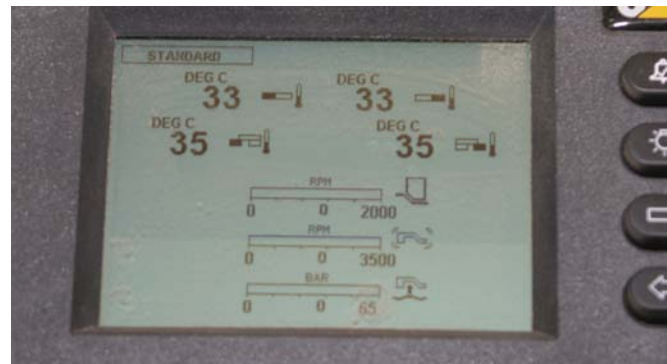 STANDARD
DEG C DEG C
33 33
DEG C DEG C
35 35
RPM
0 0 2000
RPM
0 0 3500
BAR
0 0 65